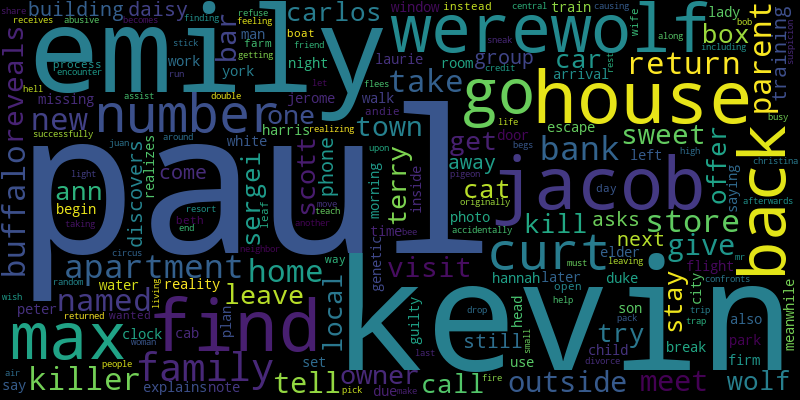 share receives building daisy abusive becomes finding refuse feeling central causing bob
emily carlos werewolf window instead train wife along including sneak lady box suspicion
reveals process encounter farm getting stick work run hell man bar boat friend night york laurie room group car arrival return parent training
new missing number assist double flees one jerome walk andie credit rest go house
successfully realizing let life door escape sweet busy
buffalo paul town get bank store offer high christina
juan around harris white phone inside upon begs left day saying afterwards
light ann discovers realizes come scott terry away cat pigeon originally jacob back
begin beth sergei leaf resort end teach move another morning photo kill asks
taking circus neighbor time bee genetic accidentally curt next give elder must leaving mr confronts
apartment home way visit hannah later duke flight meanwhile
wish random water reality living local open help stay city trip trap
named peter returned wanted leave kevin son pack also
max clock cab plan find guilty drop head try break park
woman people set still child small firm
air family owner last use divorce
say killer explainsnote tell pick due make call fire outside meet wolf